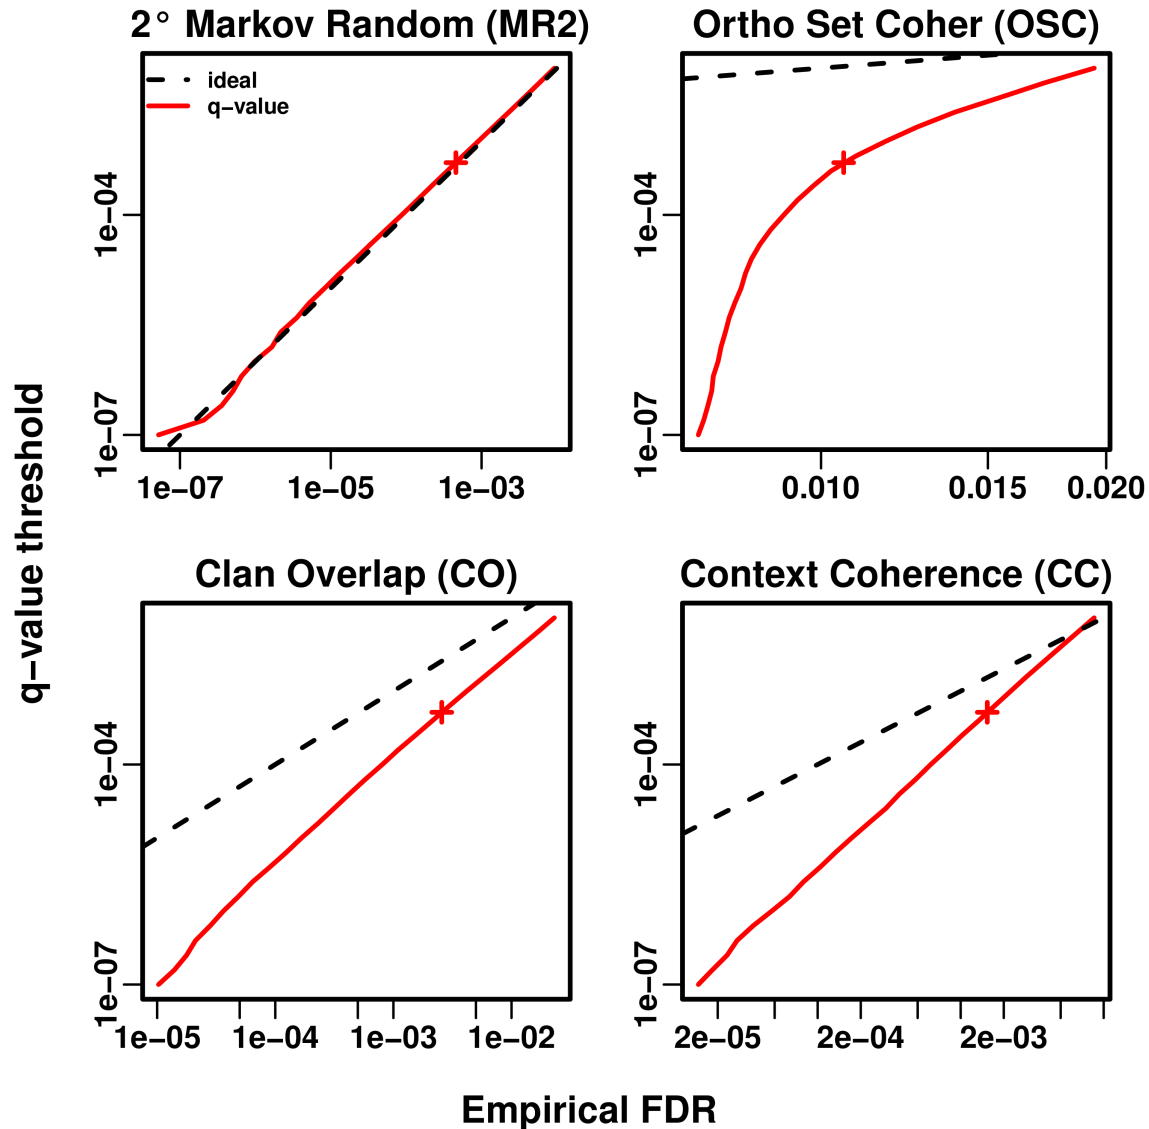 2° Markov Random (MR2)
ideal
q−value
1e−04
1e−07
1e−07 1e−05 1e−03
Ortho Set Coher (OSC)
1e−04
1e−07
0.010 0.015 0.020
q−value threshold
Clan Overlap (CO)
1e−04
1e−07
1e−05 1e−04 1e−03 1e−02
Context Coherence (CC)
1e−04
1e−07
2e−05 2e−04 2e−03
Empirical FDR